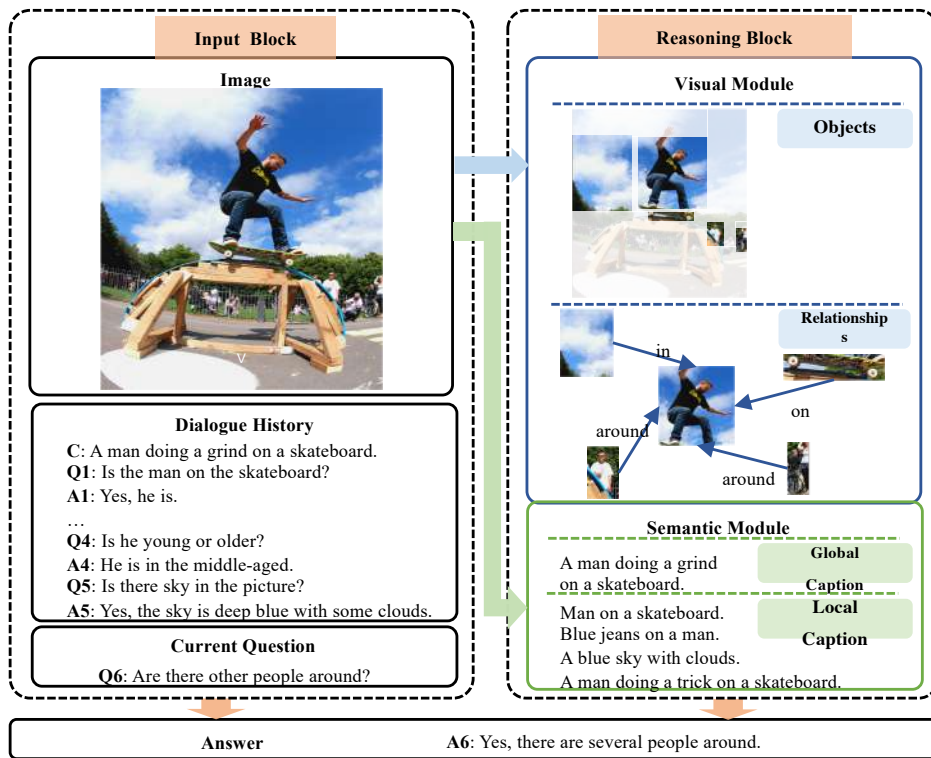 Input Block
Image
V
Dialogue History
C: A man doing a grind on a skateboard.
Q1: Is the man on the skateboard?
A1: Yes, he is.
…
Q4: Is he young or older?
A4: He is in the middle-aged.
Q5: Is there sky in the picture?
A5: Yes, the sky is deep blue with some clouds.
Current Question
Q6: Are there other people around?
Reasoning Block
Visual Module
Objects
Relationship
s
in
on
around
around
Semantic Module
A man doing a grind
on a skateboard.
Global
Caption
Man on a skateboard.
Blue jeans on a man.
A blue sky with clouds.
A man doing a trick on a skateboard.
Local
Caption
Answer
A6: Yes, there are several people around.